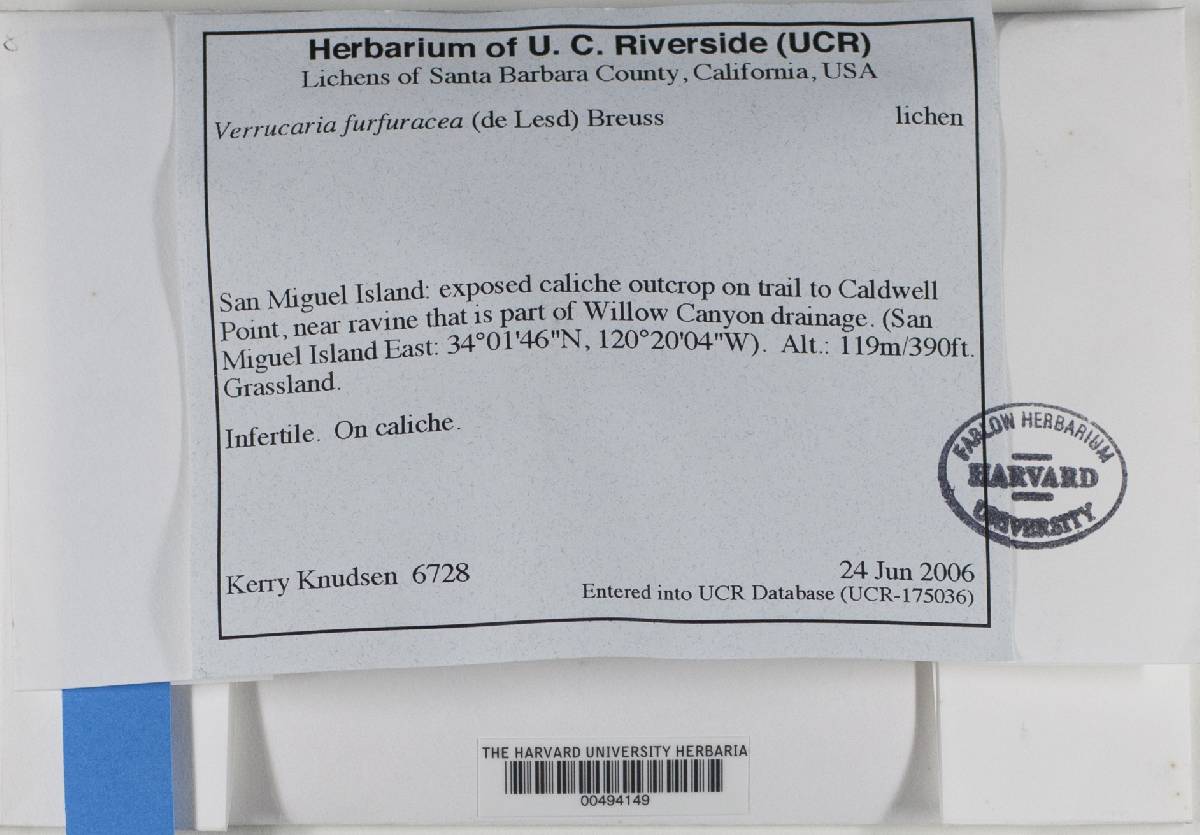 Herbarium of U. C. Riverside (UCR)
Lichens of Santa Barbara County, California, USA
Verrucaria furfuracea (de Lesd) Breuss lichen
San Miguel Island: exposed caliche outcrop on trail to Caldwell
Point, near ravine that is part of Willow Canyon drainage. (San
Miguel Island East: 34°01'46"N, 120°20'04"W). Alt.: 119m/390ft.
Grassland.
Infertile. On caliche.
FARLOW HERBARIUM
HARVARD
UNIVERSITY
Kerry Knudsen 6728
24 Jun 2006
Entered into UCR Database (UCR-175036)
THE HARVARD UNIVERSITY HERBARIA
00494149